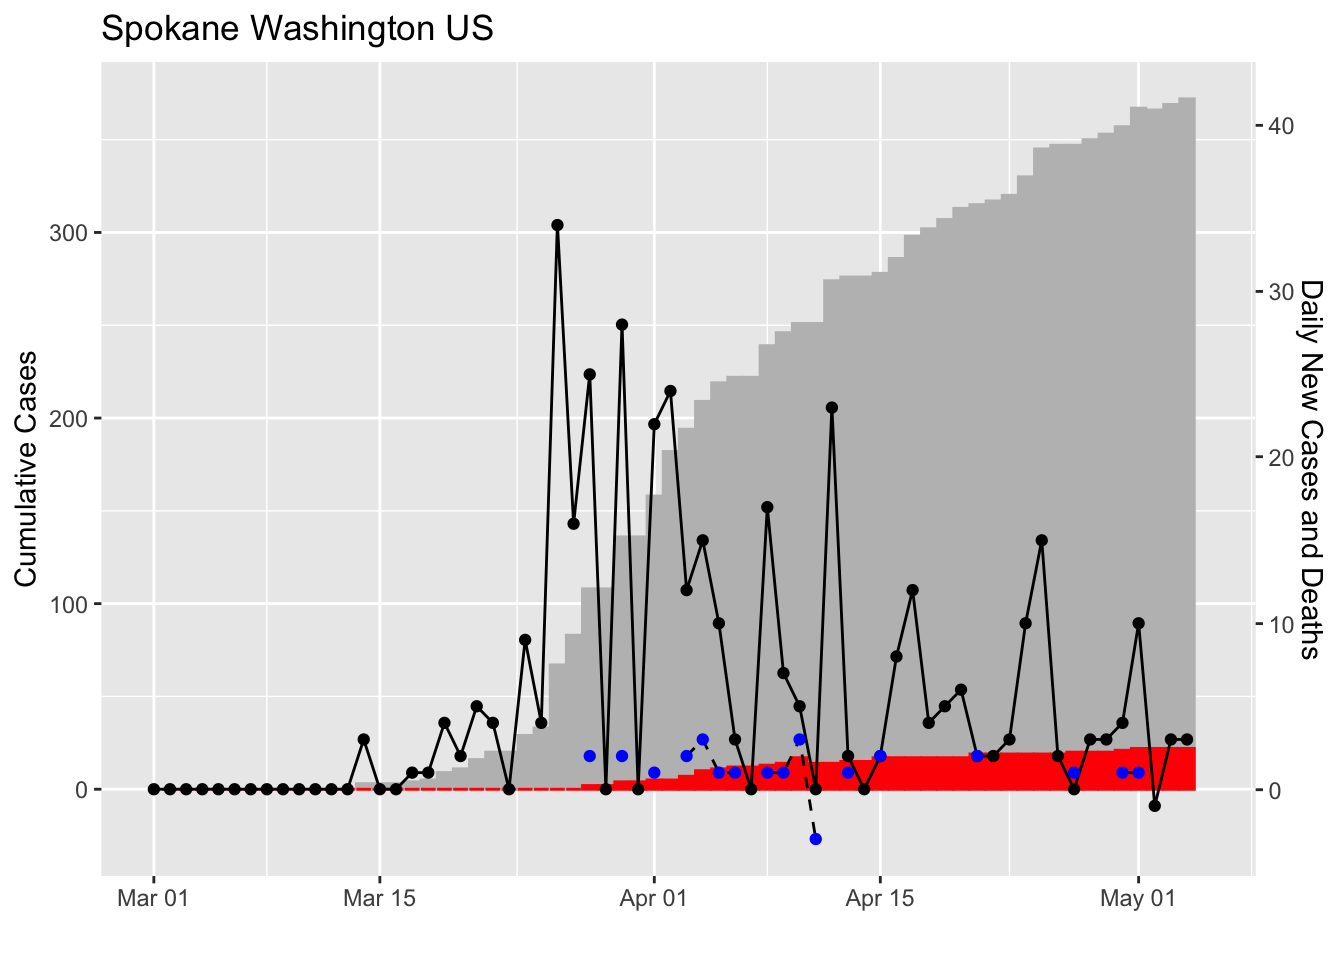 Spokane Washington US
Cumulative Cases
300
200
100
0
40
30
20
10
0
Daily New Cases and Deaths
Mar 01
Mar 15
Apr 01
Apr 15
May 01